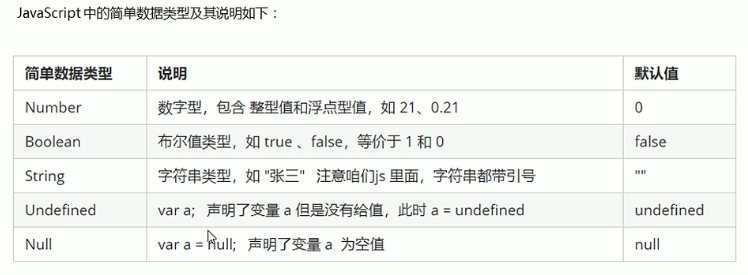 JavaScript 中的简单数据类型及其说明如下：
简单数据类型 说明 默认值
Number 数字型，包含 整型值和浮点型值，如 21、0.21 0
Boolean 布尔值类型，如 true 、false，等价于 1 和 0 false
String 字符串类型，如 "张三" 注意咱们js 里面，字符串都带引号 ""
Undefined var a; 声明了变量 a 但是没有给值，此时 a = undefined undefined
Null var a = null; 声明了变量 a 为空值 null